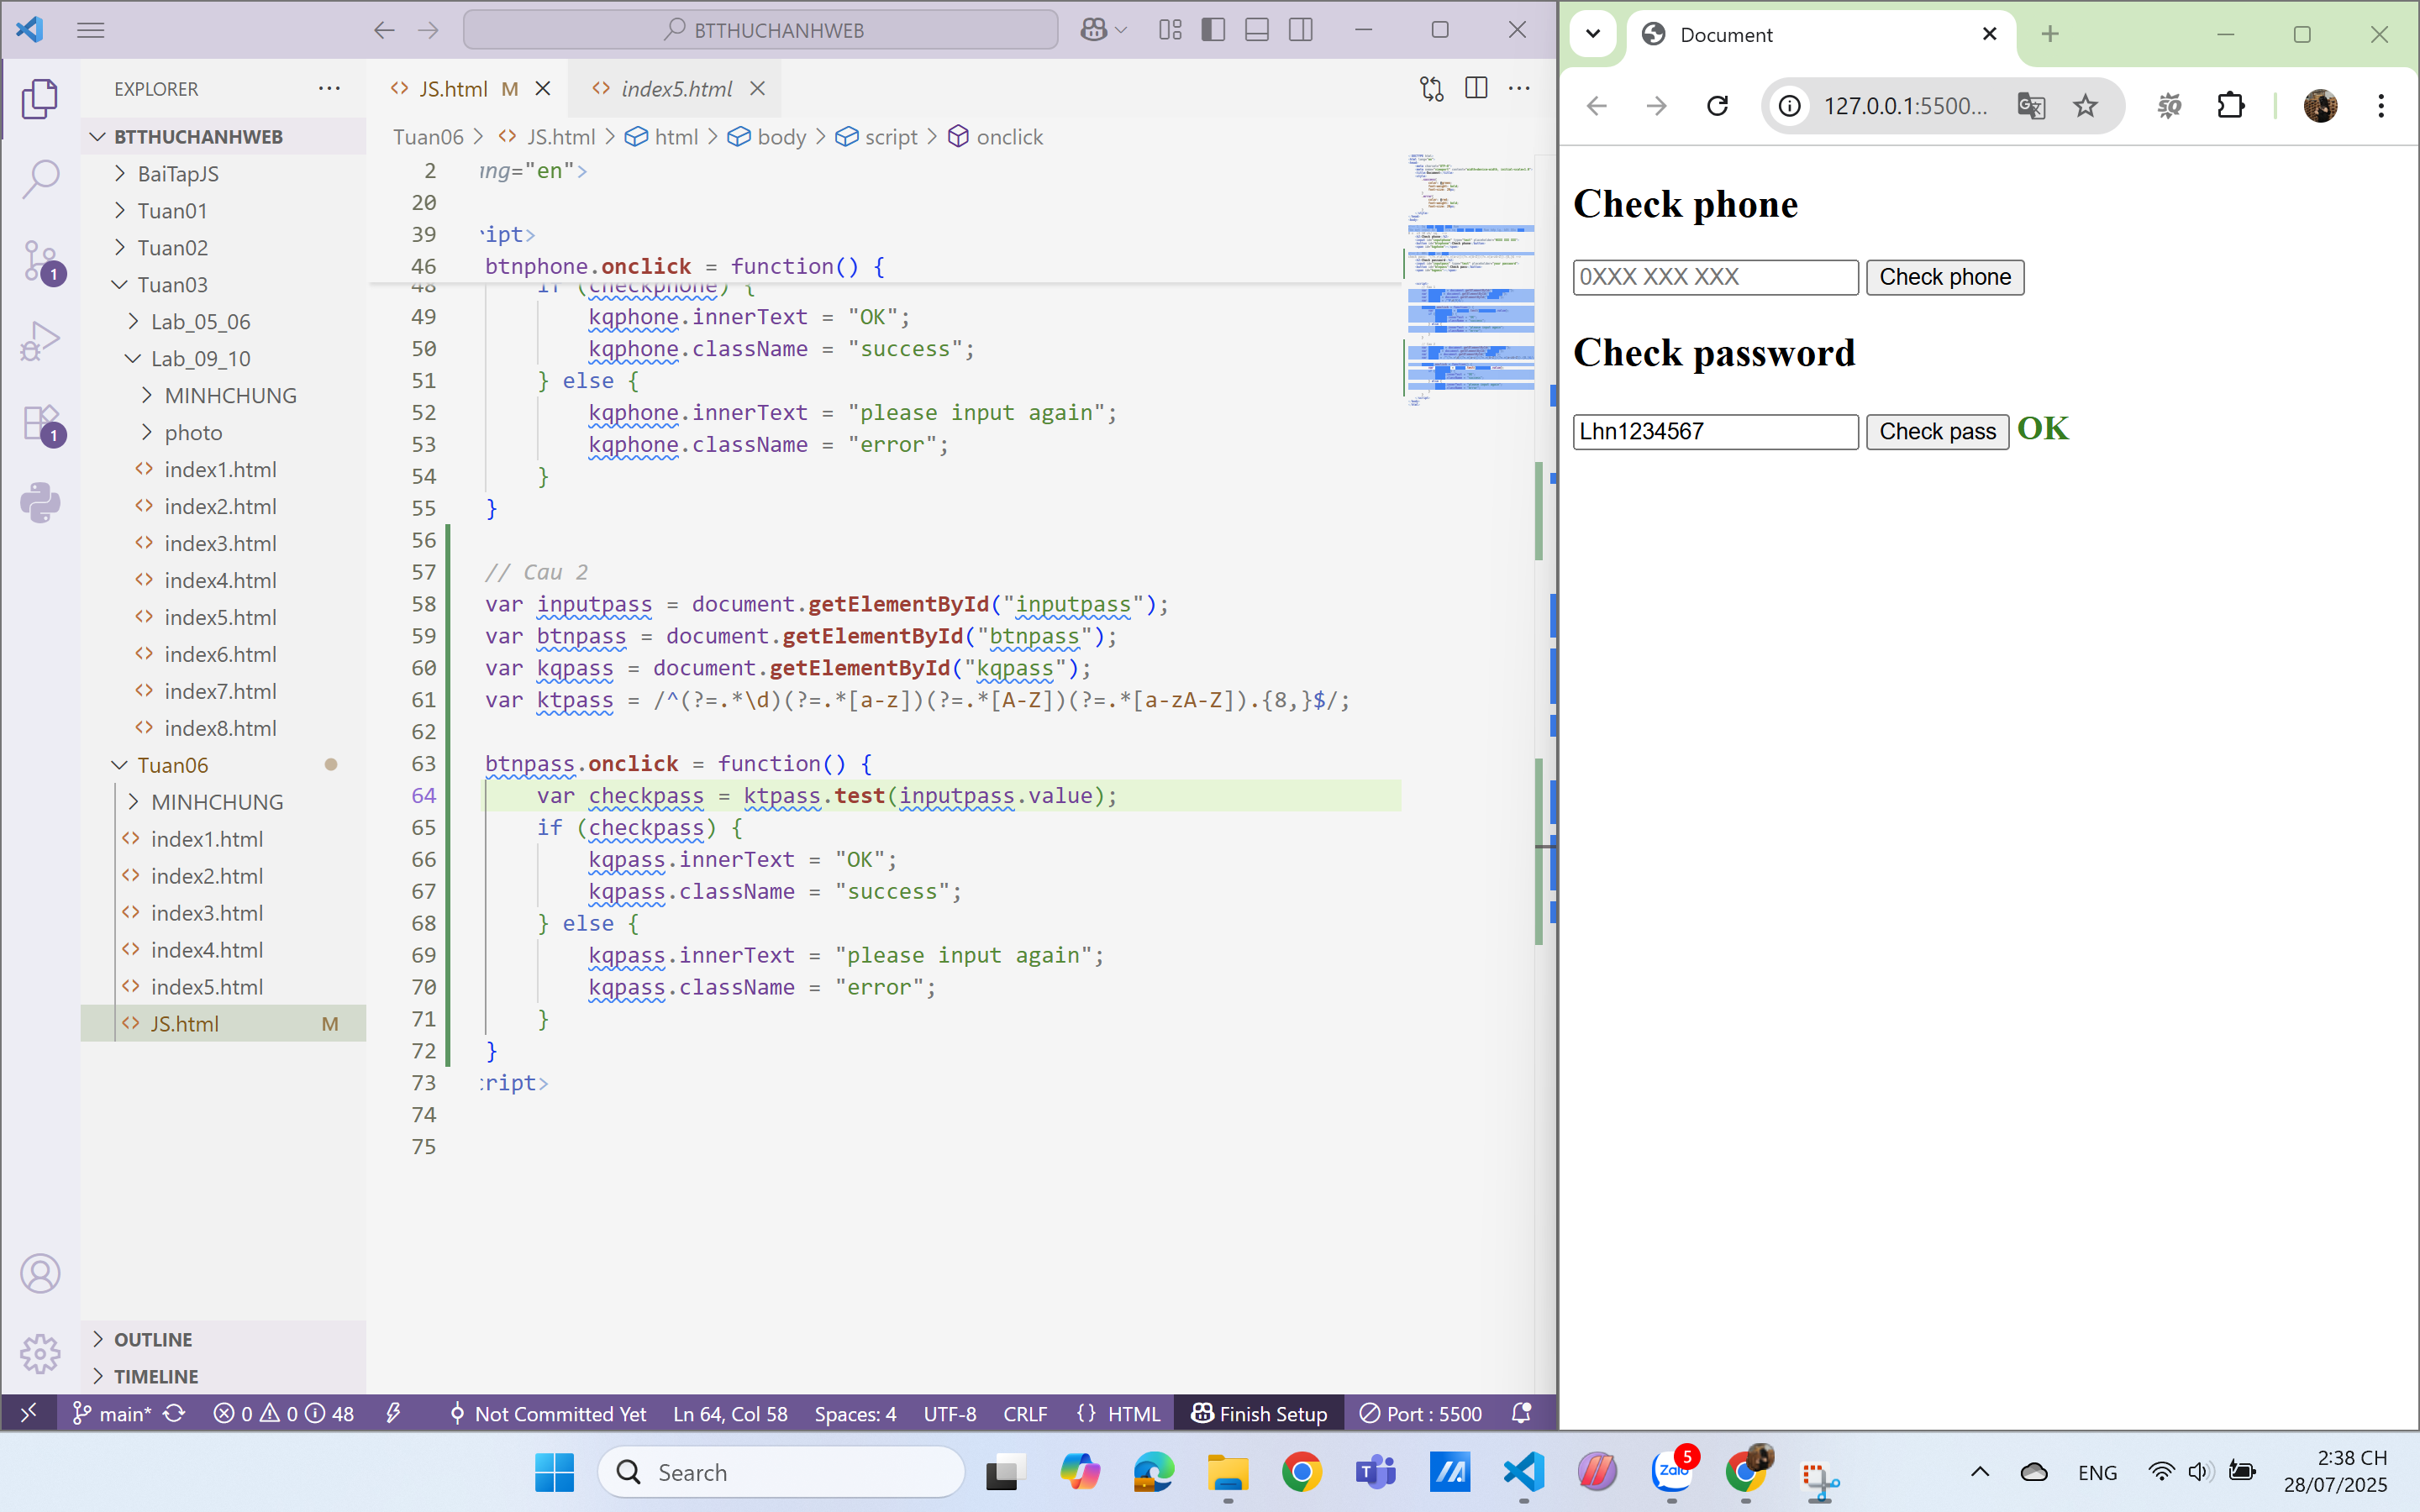 BTTHUCHANHWEB
EXPLORER
BTTHUCHANHWEB
BaiTapJS
Tuan01
Tuan02
Tuan03
Lab_05_06
Lab_09_10
MINHCHUNG
photo
index1.html
index2.html
index3.html
index4.html
index5.html
index6.html
index7.html
index8.html
Tuan06
MINHCHUNG
index1.html
index2.html
index3.html
index4.html
index5.html
JS.html M
OUTLINE
TIMELINE
1
1
JS.html M
index5.html
Tuan06 > JS.html > html > body > script > onclick
2 ing="en">
20
39 ript>
46 btnphone.onclick = function() {
48 if (checkphone) {
49 kqphone.innerText = "OK";
50 kqphone.className = "success";
51 } else {
52 kqphone.innerText = "please input again";
53 kqphone.className = "error";
54 }
55 }
56
57 // Cau 2
58 var inputpass = document.getElementById("inputpass");
59 var btnpass = document.getElementById("btnpass");
60 var kqpass = document.getElementById("kqpass");
61 var ktpass = /^(?=.*\d)(?=.*[a-z])(?=.*[A-Z])(?=.*[a-zA-Z]).{8,}$/;
62
63 btnpass.onclick = function() {
64 var checkpass = ktpass.test(inputpass.value);
65 if (checkpass) {
66 kqpass.innerText = "OK";
67 kqpass.className = "success";
68 } else {
69 kqpass.innerText = "please input again";
70 kqpass.className = "error";
71 }
72 }
73 cript>
74
75
main* 0 0 48 Not Committed Yet Ln 64, Col 58 Spaces: 4 UTF-8 CRLF {} HTML Finish Setup Port : 5500
Document
127.0.0.1:5500...
Check phone
0XXX XXX XXX Check phone
Check password
Lhn1234567 Check pass OK
Search
Zalo 5
ENG
2:38 CH
28/07/2025